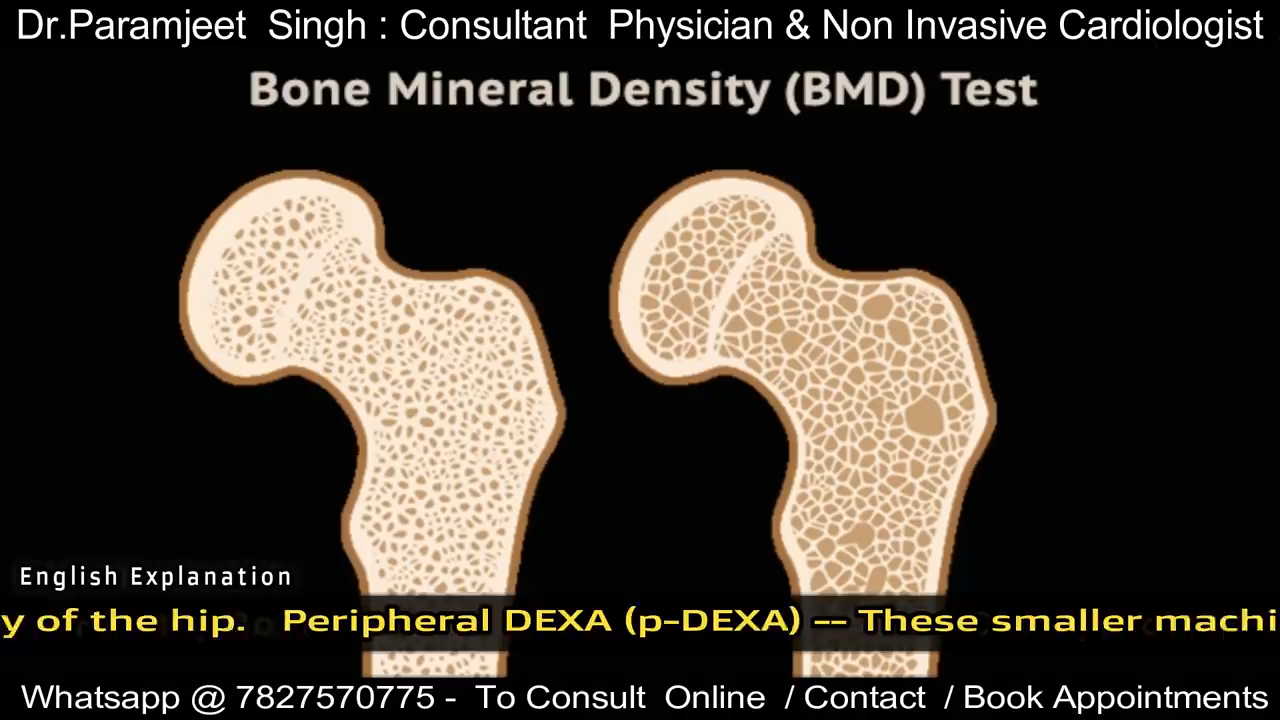 Dr.Paramjeet Singh : Consultant Physician & Non Invasive Cardiologist
Bone Mineral Density (BMD) Test
English Explanation
y of the hip. Peripheral DEXA (p-DEXA) -- These smaller machi
Whatsapp @ 7827570775 - To Consult Online / Contact / Book Appointments